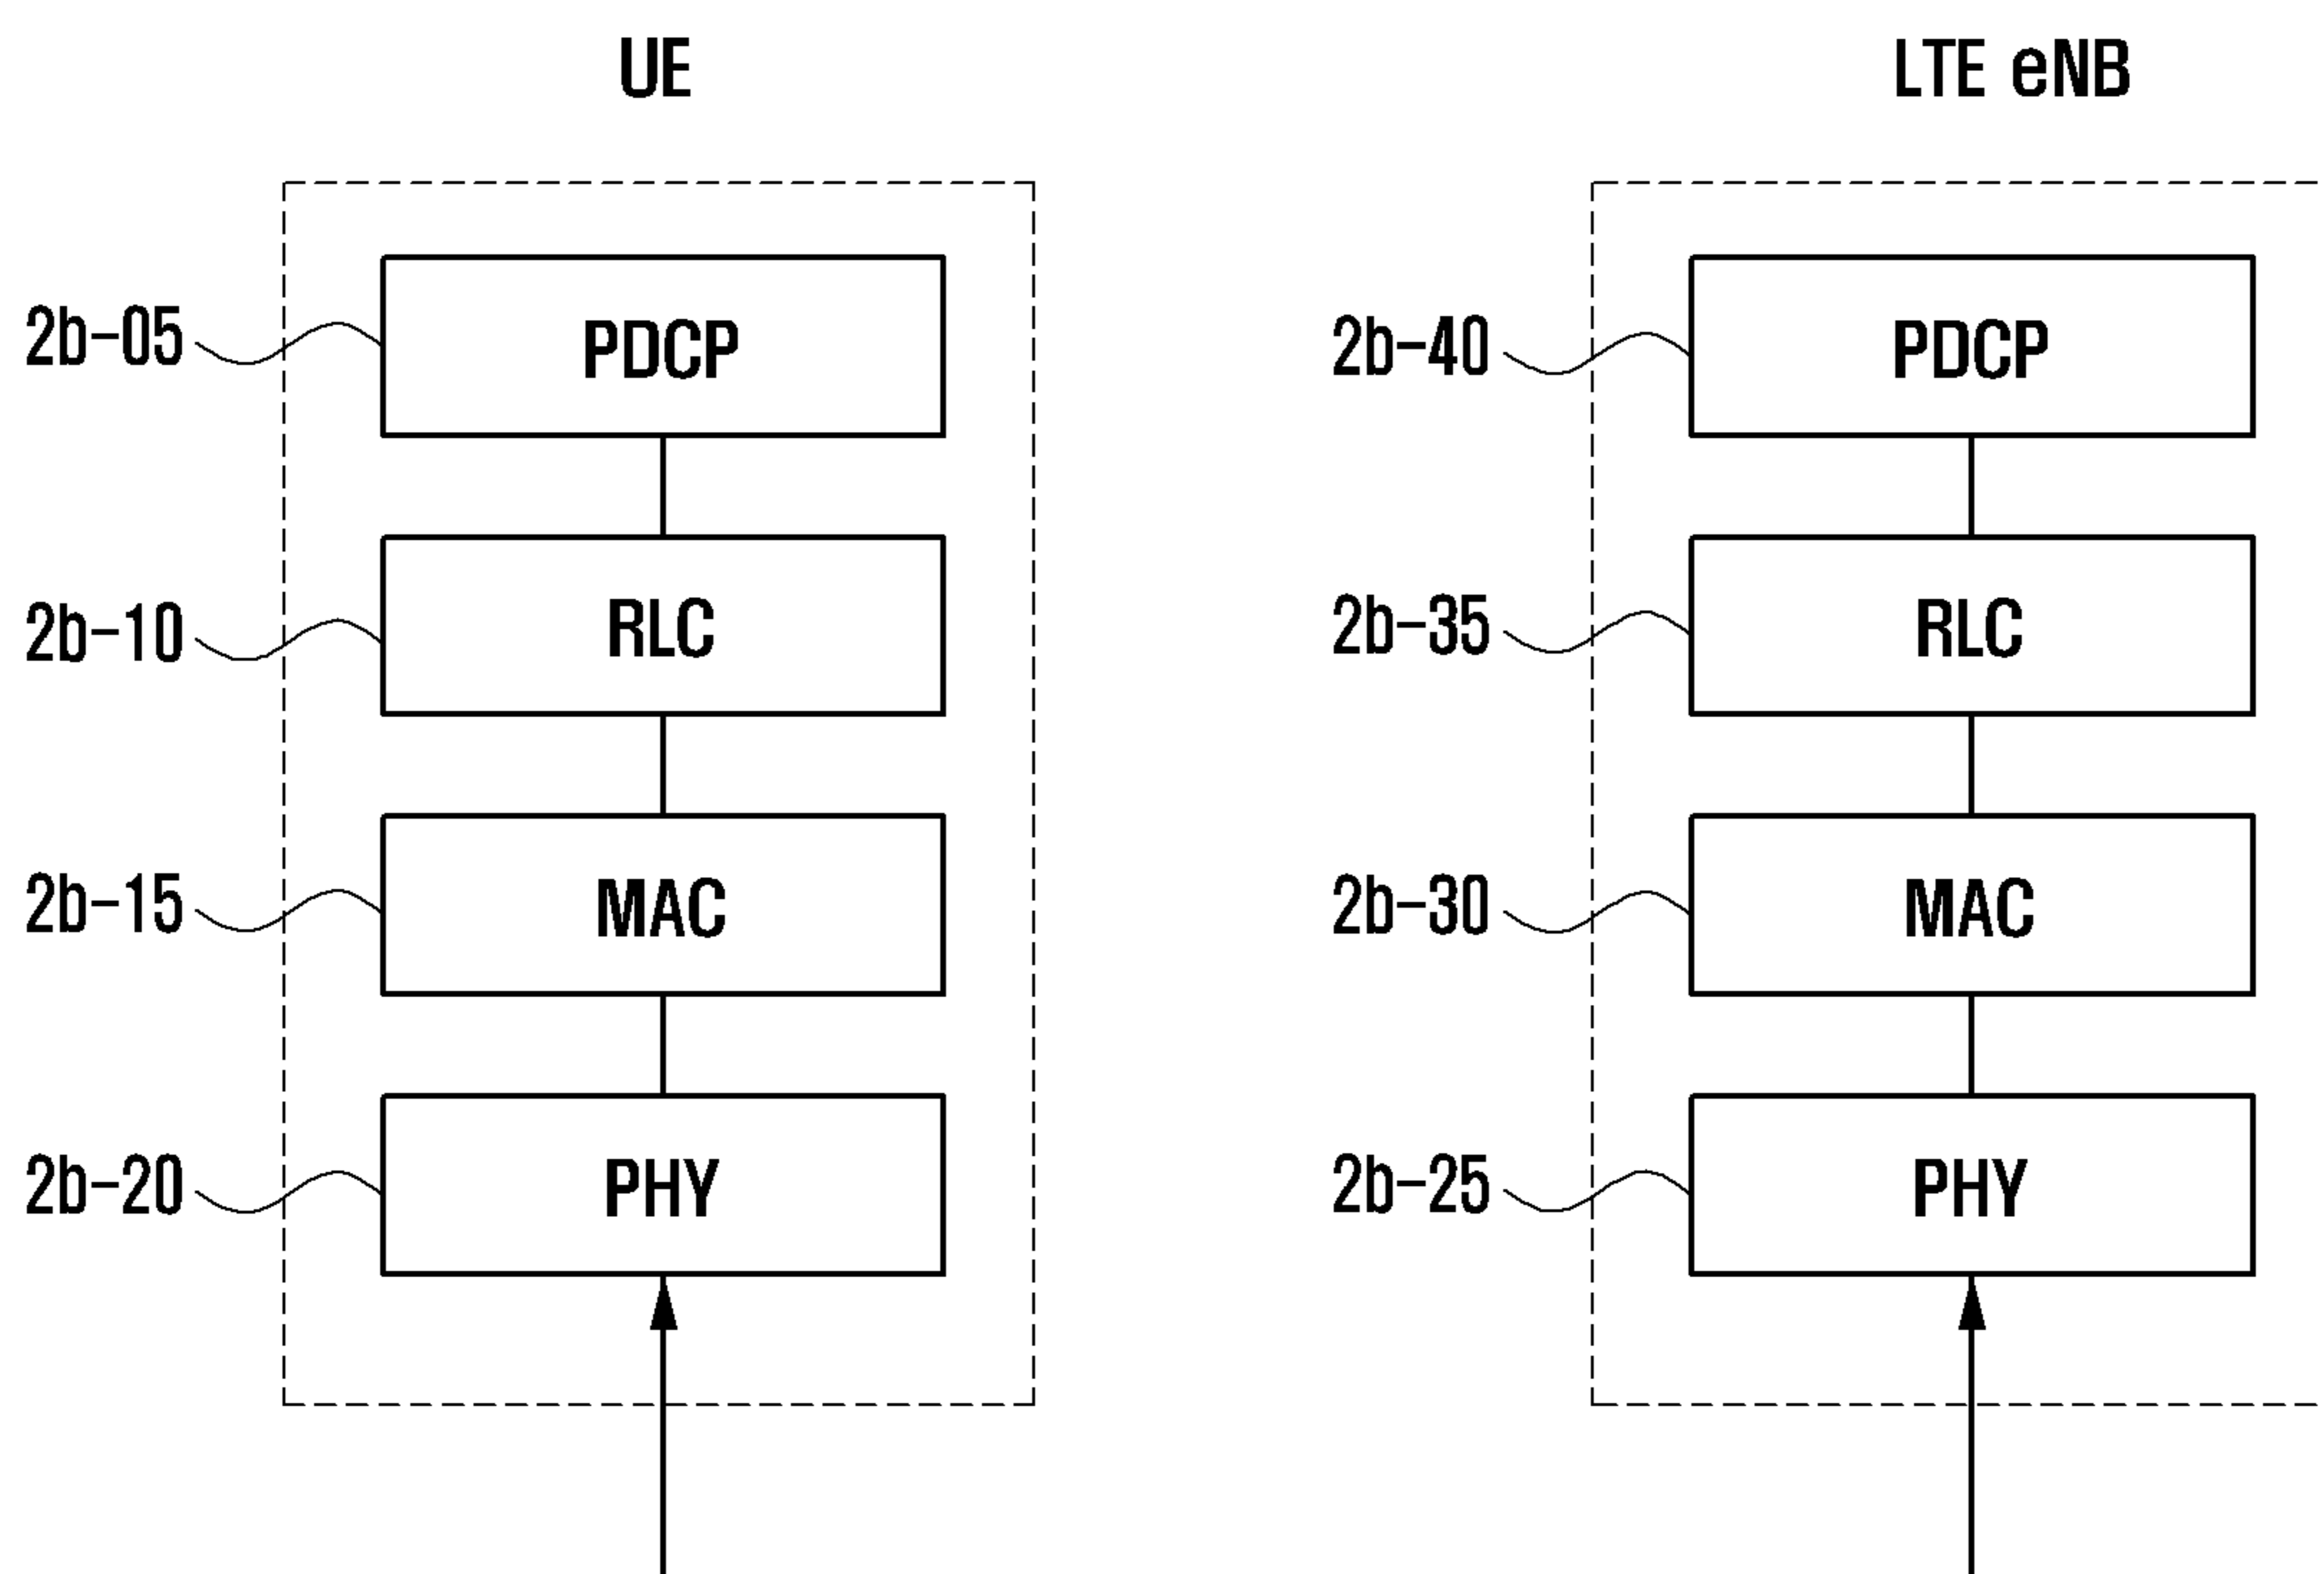 UE
LTE eNB
2b-05
PDCP
2b-40
PDCP
2b-10
RLC
2b-35
RLC
2b-15
MAC
2b-30
MAC
2b-20
PHY
2b-25
PHY